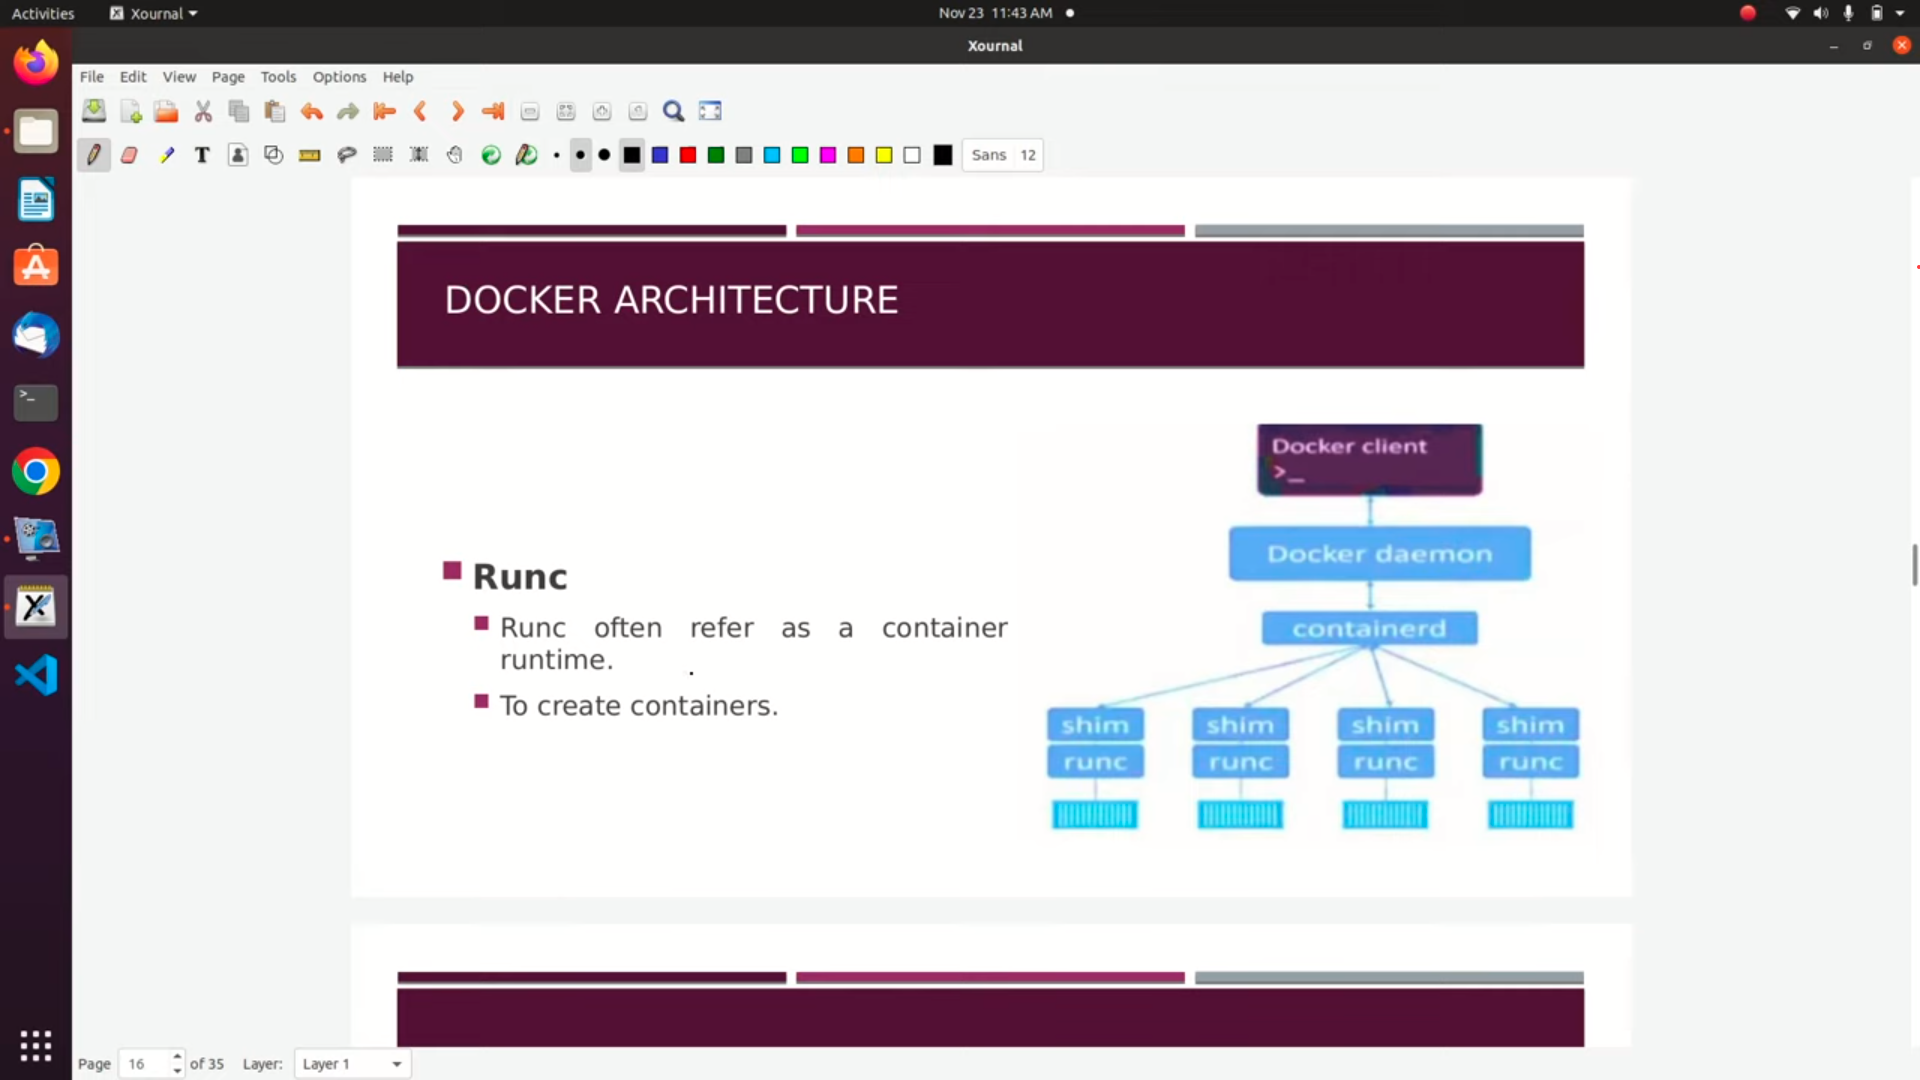 Activities
Xournal
Nov 23 11:43 AM
Xournal
File Edit View Page Tools Options Help
T
Sans 12
DOCKER ARCHITECTURE
Runc
Runc often refer as a container
runtime.
To create containers.
Docker client
>_
Docker daemon
containerd
shim shim shim shim
runc runc runc runc
Page 16 of 35 Layer: Layer 1